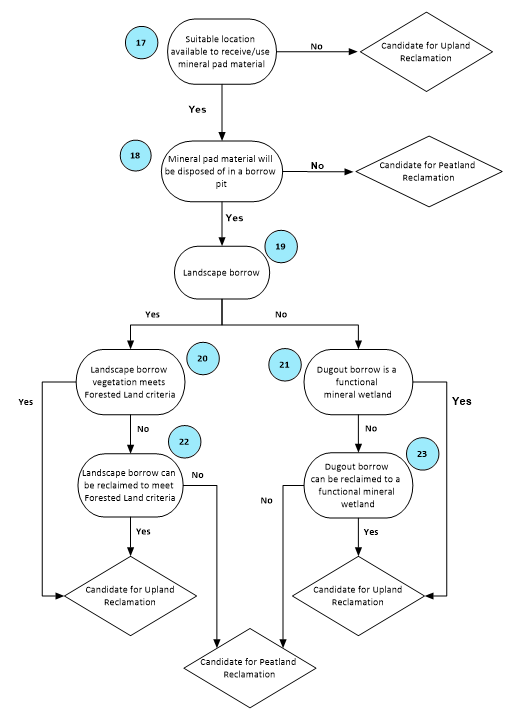 17
Suitable location
available to receive/use
mineral pad material
No
Candidate for Upland
Reclamation
Yes
18
Mineral pad material will
be disposed of in a borrow
pit
No
Candidate for Peatland
Reclamation
Yes
19
Landscape borrow
Yes
No
20
Landscape borrow
vegetation meets
Forested Land criteria
21
Dugout borrow is a
functional
mineral wetland
Yes
Yes
No
No
22
Landscape borrow can
be reclaimed to meet
Forested Land criteria
No
23
Dugout borrow
can be reclaimed to a
functional mineral
wetland
No
Yes
Yes
Candidate for Upland
Reclamation
Candidate for Upland
Reclamation
Candidate for Peatland
Reclamation